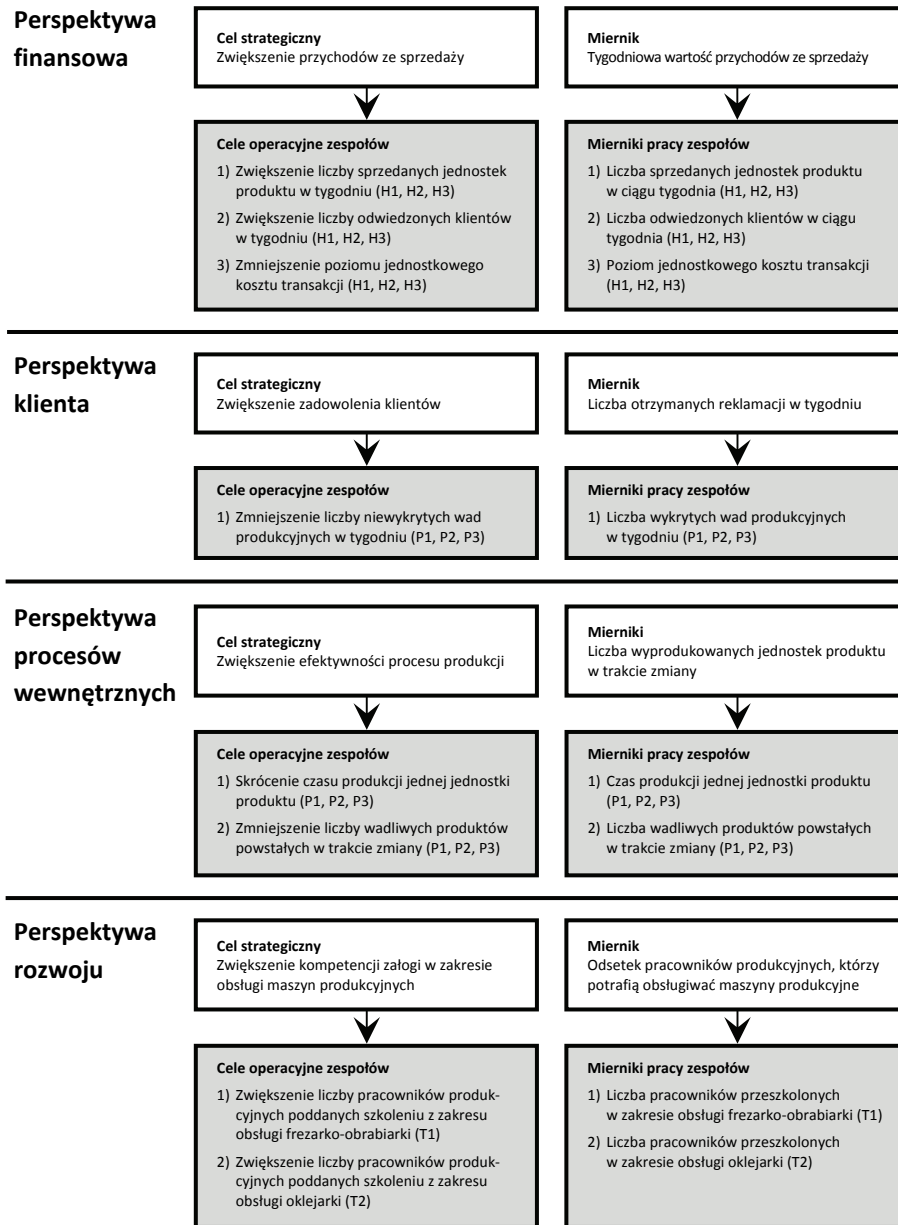 Perspektywa
finansowa
Cel strategiczny
Zwiększenie przychodów ze sprzedaży
Miernik
Tygodniowa wartość przychodów ze sprzedaży
Cele operacyjne zespołów
1) Zwiększenie liczby sprzedanych jednostek
produktu w tygodniu (H1, H2, H3)
2) Zwiększenie liczby odwiedzonych klientów
w tygodniu (H1, H2, H3)
3) Zmniejszenie poziomu jednostkowego
kosztu transakcji (H1, H2, H3)
Mierniki pracy zespołów
1) Liczba sprzedanych jednostek produktu
w ciągu tygodnia (H1, H2, H3)
2) Liczba odwiedzonych klientów w ciągu
tygodnia (H1, H2, H3)
3) Poziom jednostkowego kosztu transakcji
(H1, H2, H3)
Perspektywa
klienta
Cel strategiczny
Zwiększenie zadowolenia klientów
Miernik
Liczba otrzymanych reklamacji w tygodniu
Cele operacyjne zespołów
1) Zmniejszenie liczby niewykrytych wad
produkcyjnych w tygodniu (P1, P2, P3)
Mierniki pracy zespołów
1) Liczba wykrytych wad produkcyjnych
w tygodniu (P1, P2, P3)
Perspektywa
procesów
wewnętrznych
Cel strategiczny
Zwiększenie efektywności procesu produkcji
Mierniki
Liczba wyprodukowanych jednostek produktu
w trakcie zmiany
Cele operacyjne zespołów
1) Skrócenie czasu produkcji jednej jednostki
produktu (P1, P2, P3)
2) Zmniejszenie liczby wadliwych produktów
powstałych w trakcie zmiany (P1, P2, P3)
Mierniki pracy zespołów
1) Czas produkcji jednej jednostki produktu
(P1, P2, P3)
2) Liczba wadliwych produktów powstałych
w trakcie zmiany (P1, P2, P3)
Perspektywa
rozwoju
Cel strategiczny
Zwiększenie kompetencji załogi w zakresie
obsługi maszyn produkcyjnych
Miernik
Odsetek pracowników produkcyjnych, którzy
potrafią obsługiwać maszyny produkcyjne
Cele operacyjne zespołów
1) Zwiększenie liczby pracowników produk-
cyjnych poddanych szkoleniu z zakresu
obsługi frezarko-obrabiarki (T1)
2) Zwiększenie liczby pracowników produk-
cyjnych poddanych szkoleniu z zakresu
obsługi oklejarki (T2)
Mierniki pracy zespołów
1) Liczba pracowników przeszkolonych
w zakresie obsługi frezarko-obrabiarki (T1)
2) Liczba pracowników przeszkolonych
w zakresie obsługi oklejarki (T2)